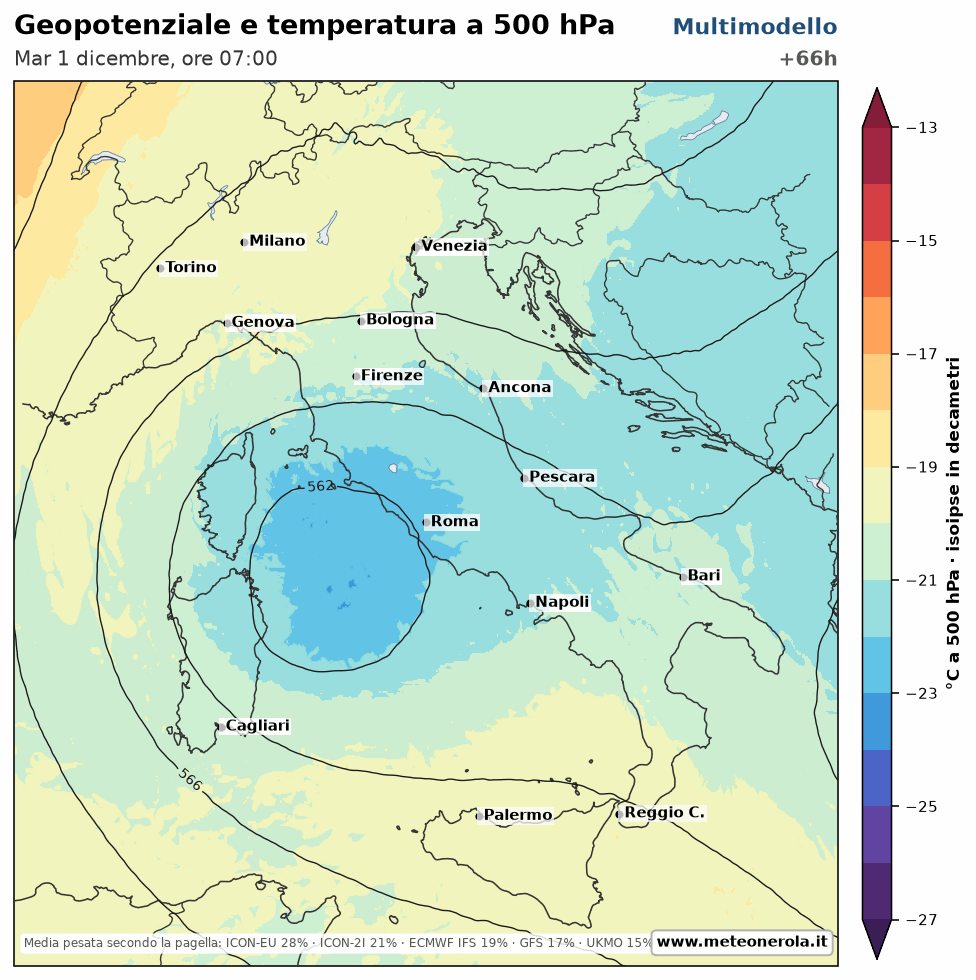 Geopotenziale e temperatura a 500 hPa
Multimodello
Mar 1 dicembre, ore 07:00
+66h
Milano
Venezia
Torino
Genova
Bologna
Firenze
Ancona
Pescara
562
Roma
Bari
Napoli
Cagliari
566
Palermo
Reggio C.
−13
−15
−17
−19
−21
−23
−25
−27
°C a 500 hPa · isoipse in decametri
Media pesata secondo la pagella: ICON-EU 28% · ICON-2I 21% · ECMWF IFS 19% · GFS 17% · UKMO 15%
www.meteonerola.it